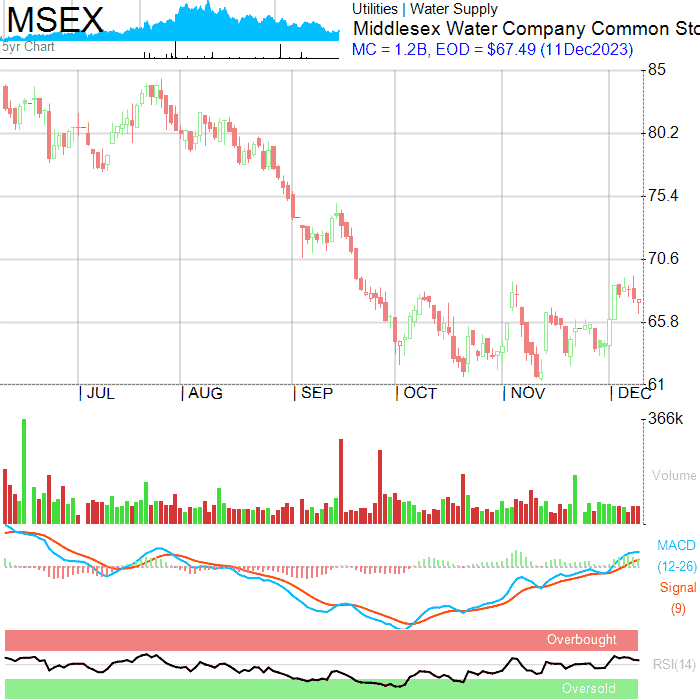 MSEX
5yr Chart
Utilities | Water Supply
Middlesex Water Company Common Sto
MC = 1.2B, EOD = $67.49 (11Dec2023)
85
80.2
75.4
70.6
65.8
61
| JUL | AUG | SEP | OCT | NOV | DEC
366k
Volume
MACD
(12-26)
Signal
(9)
Overbought
RSI(14)
Oversold